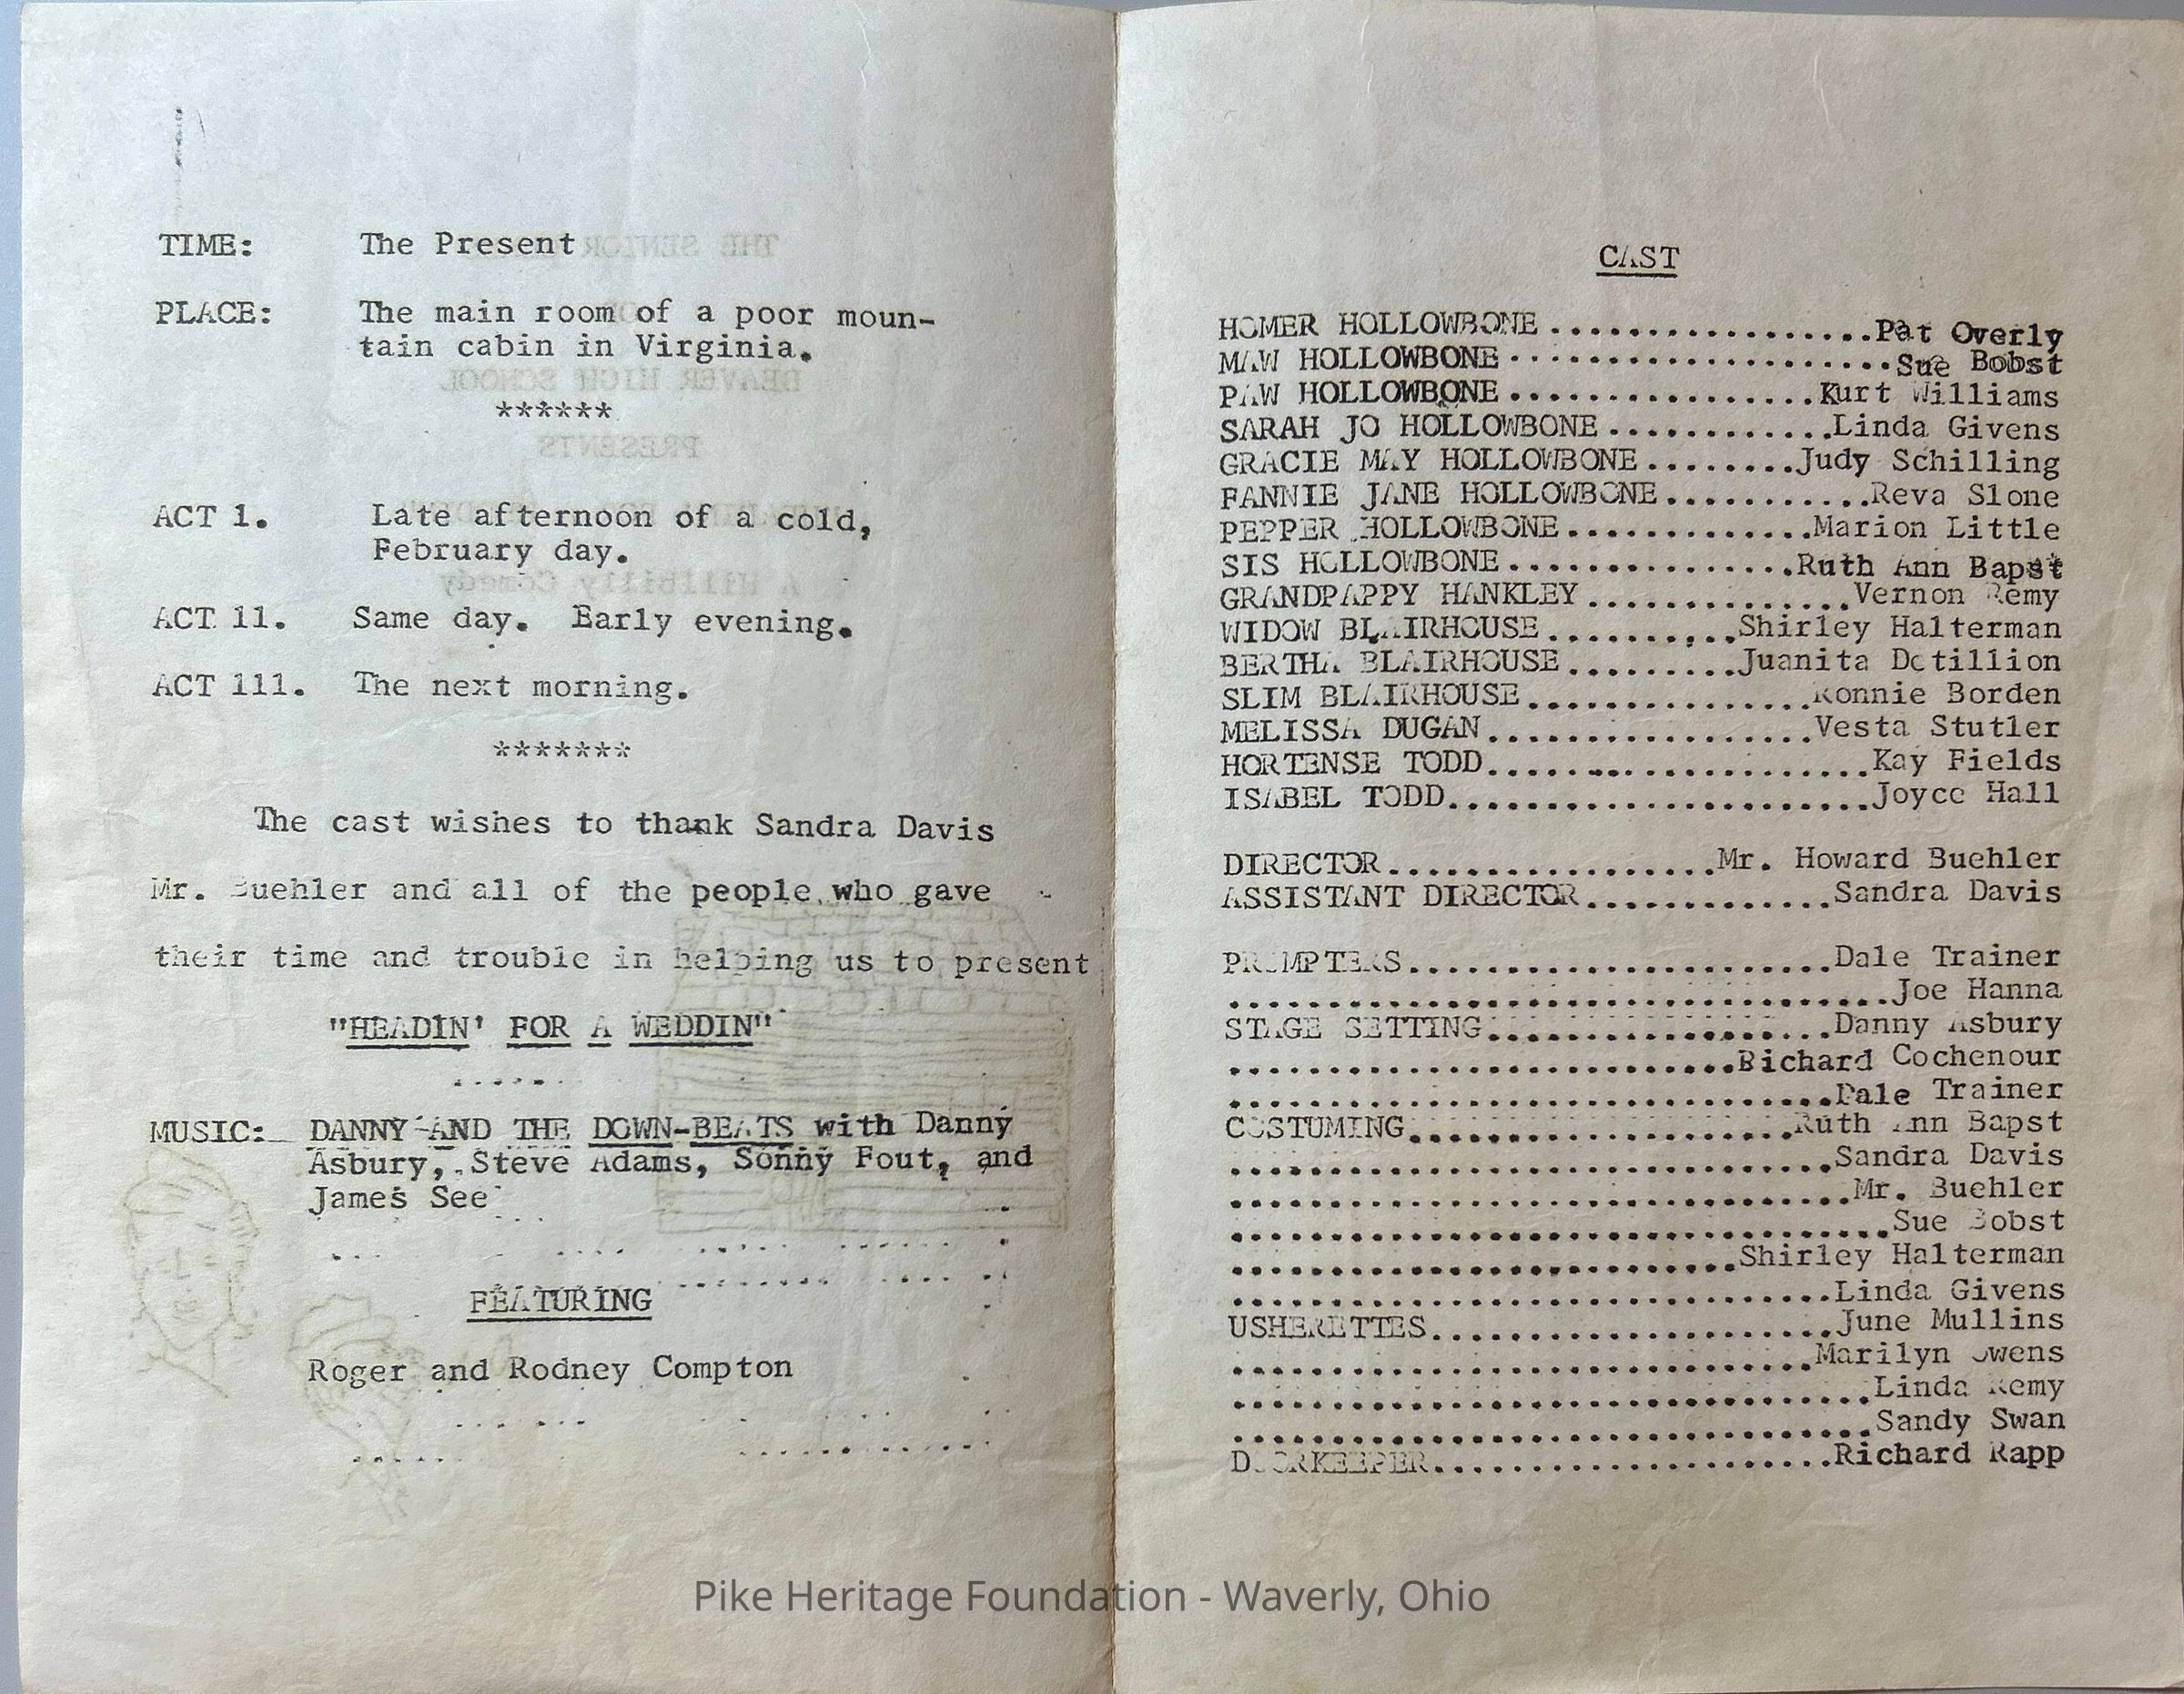 TIME: The Present
PLACE: The main room of a poor moun-
tain cabin in Virginia.
******
ACT 1. Late afternoon of a cold,
February day.
ACT 11. Same day. Early evening.
ACT 111. The next morning.
*******
The cast wishes to thank Sandra Davis
Mr. Buehler and all of the people who gave
their time and trouble in helping us to present
"HEADIN' FOR A WEDDIN"
MUSIC: DANNY AND THE DOWN-BEATS with Danny
Asbury, Steve Adams, Sonny Fout, and
James See
FEATURING
Roger and Rodney Compton
CAST
HOMER HOLLOWBONE..................Pat Overly
MAW HOLLOWBONE....................Sue Bobst
PAW HOLLOWBONE................Kurt Williams
SARAH JO HOLLOWBONE............Linda Givens
GRACIE MAY HOLLOWBONE........Judy Schilling
FANNIE JANE HOLLOWBONE...........Reva Slone
PEPPER HOLLOWBONE.............Marion Little
SIS HOLLOWBONE...............Ruth Ann Bapst
GRANDPAPPY HANKLEY..............Vernon Remy
WIDOW BLAIRHOUSE..........Shirley Halterman
BERTHA BLAIRHOUSE.........Juanita Detillion
SLIM BLAIRHOUSE...............Ronnie Borden
MELISSA DUGAN.................Vesta Stutler
HORTENSE TODD....................Kay Fields
ISABEL TODD......................Joyce Hall
DIRECTOR.................Mr. Howard Buehler
ASSISTANT DIRECTOR.............Sandra Davis
PROMPTERS......................Dale Trainer
..................................Joe Hanna
STAGE SETTING..................Danny Asbury
..........................Richard Cochenour
...............................Dale Trainer
COSTUMING....................Ruth Ann Bapst
...............................Sandra Davis
................................Mr. Buehler
..................................Sue Bobst
..........................Shirley Halterman
...............................Linda Givens
USHERETTES.....................June Mullins
..............................Marilyn Owens
.................................Linda Remy
.................................Sandy Swan
DOORKEEPER.....................Richard Rapp
Pike Heritage Foundation - Waverly, Ohio